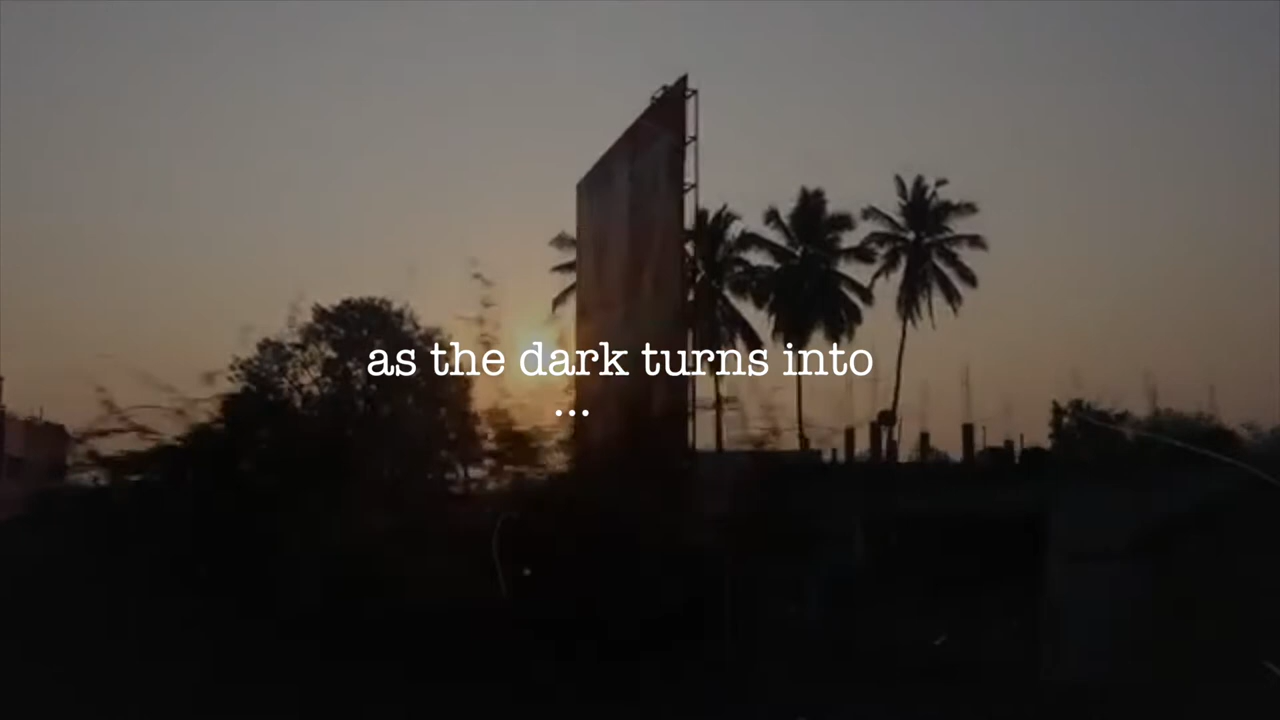 as the dark turns into
...